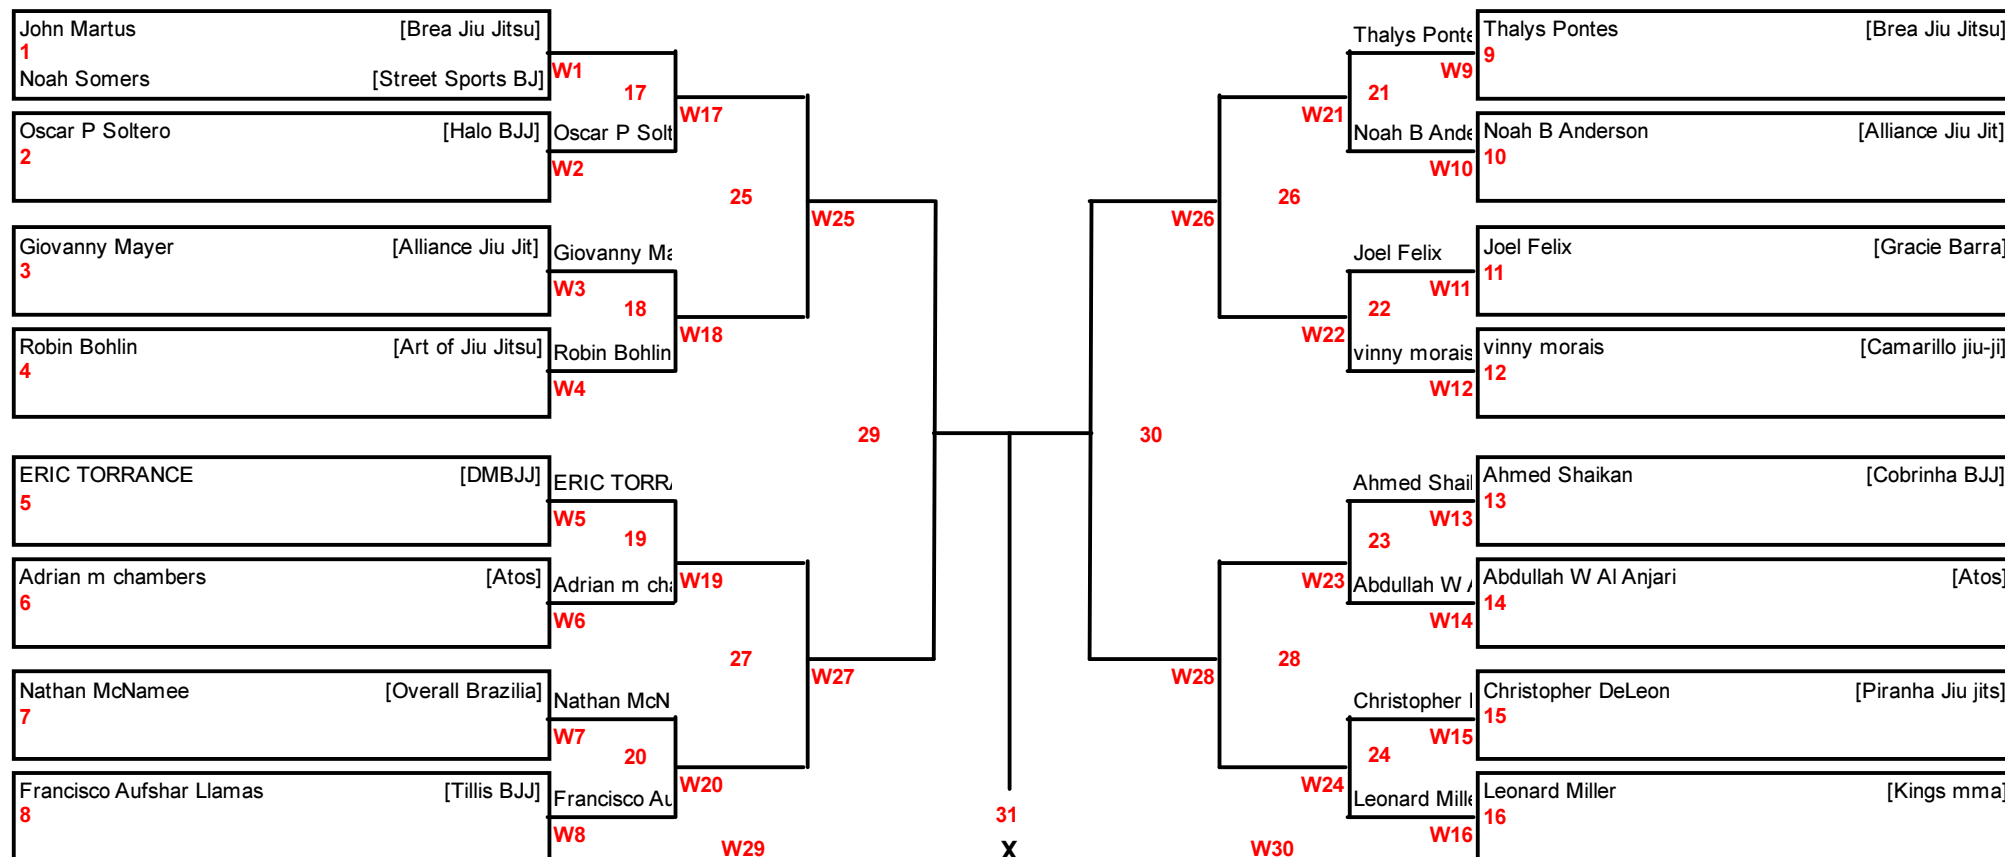 John Martus [Brea Jiu Jitsu]
1
Noah Somers [Street Sports BJ]
W1
17
W17
Oscar P Soltero [Halo BJJ]
2
Oscar P Solt
W2
25
W25
Giovanny Mayer [Alliance Jiu Jit]
3
Giovanny Ma
W3
18
W18
Robin Bohlin [Art of Jiu Jitsu]
4
Robin Bohlin
W4
29
ERIC TORRANCE [DMBJJ]
5
ERIC TORRA
W5
19
W19
Adrian m chambers [Atos]
6
Adrian m cha
W6
27
W27
Nathan McNamee [Overall Brazilia]
7
Nathan McN
W7
20
W20
Francisco Aufshar Llamas [Tillis BJJ]
8
Francisco Au
W8
W29
31
X
W30
Thalys Ponte
Thalys Pontes [Brea Jiu Jitsu]
9
W9
21
W21
Noah B Ande
Noah B Anderson [Alliance Jiu Jit]
10
W10
26
W26
Joel Felix
Joel Felix [Gracie Barra]
11
W11
22
W22
vinny morais
vinny morais [Camarillo jiu-ji]
12
W12
30
Ahmed Shail
Ahmed Shaikan [Cobrinha BJJ]
13
W13
23
W23
Abdullah W A
Abdullah W Al Anjari [Atos]
14
W14
28
W28
Christopher
Christopher DeLeon [Piranha Jiu jits]
15
W15
24
W24
Leonard Mille
Leonard Miller [Kings mma]
16
W16